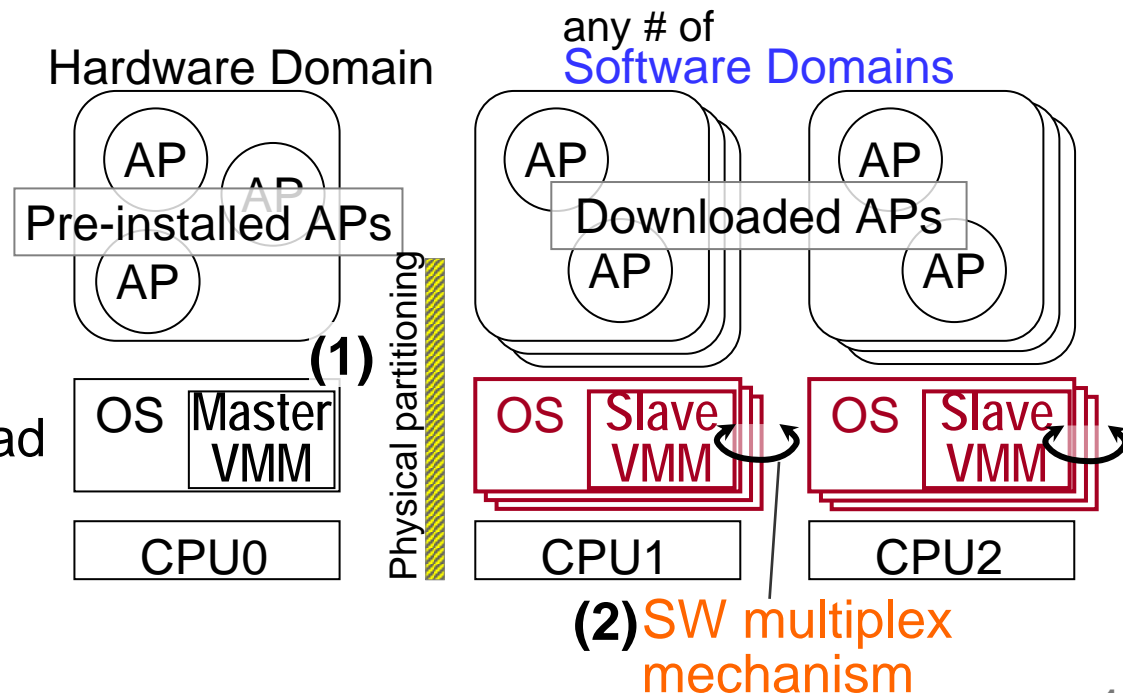 any # of
Hardware Domain
Software Domains
AP
AP
AP
AP
AP
AP
AP
Pre-installed APs
Downloaded APs
(1)
Physical partitioning
ad
OS
Master
VMM
OS
Slave
VMM
OS
Slave
VMM
CPU0
CPU1
CPU2
(2) SW multiplex
mechanism